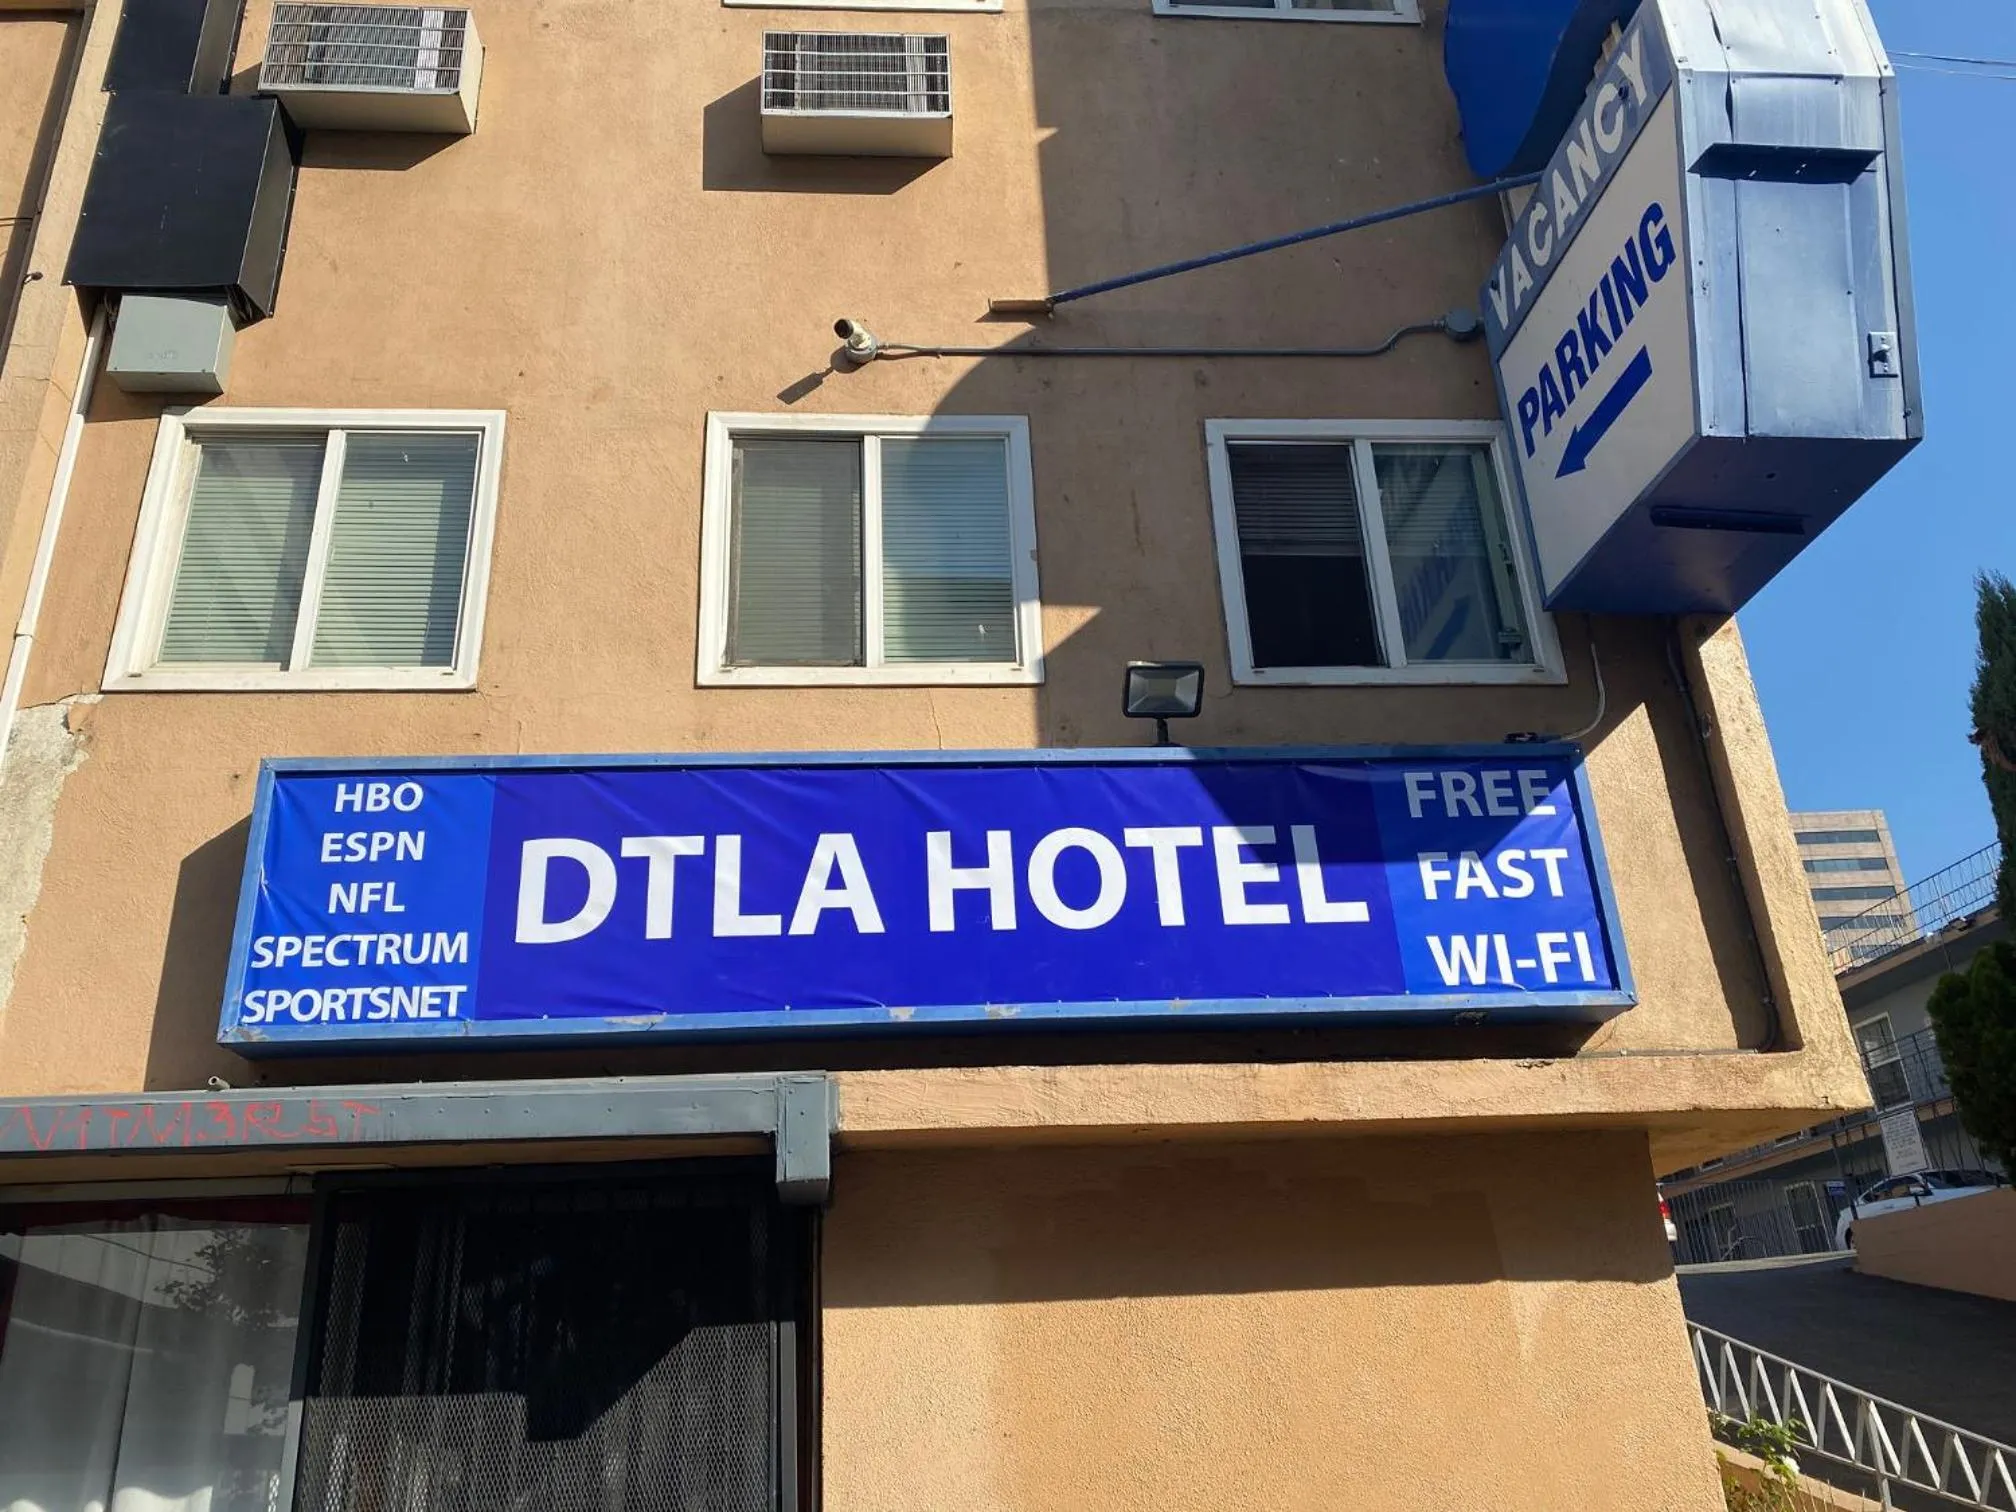 VACANCY
PARKING
HBO
ESPN
NFL
SPECTRUM
SPORTSNET
DTLA HOTEL
FREE
FAST
WI-FI